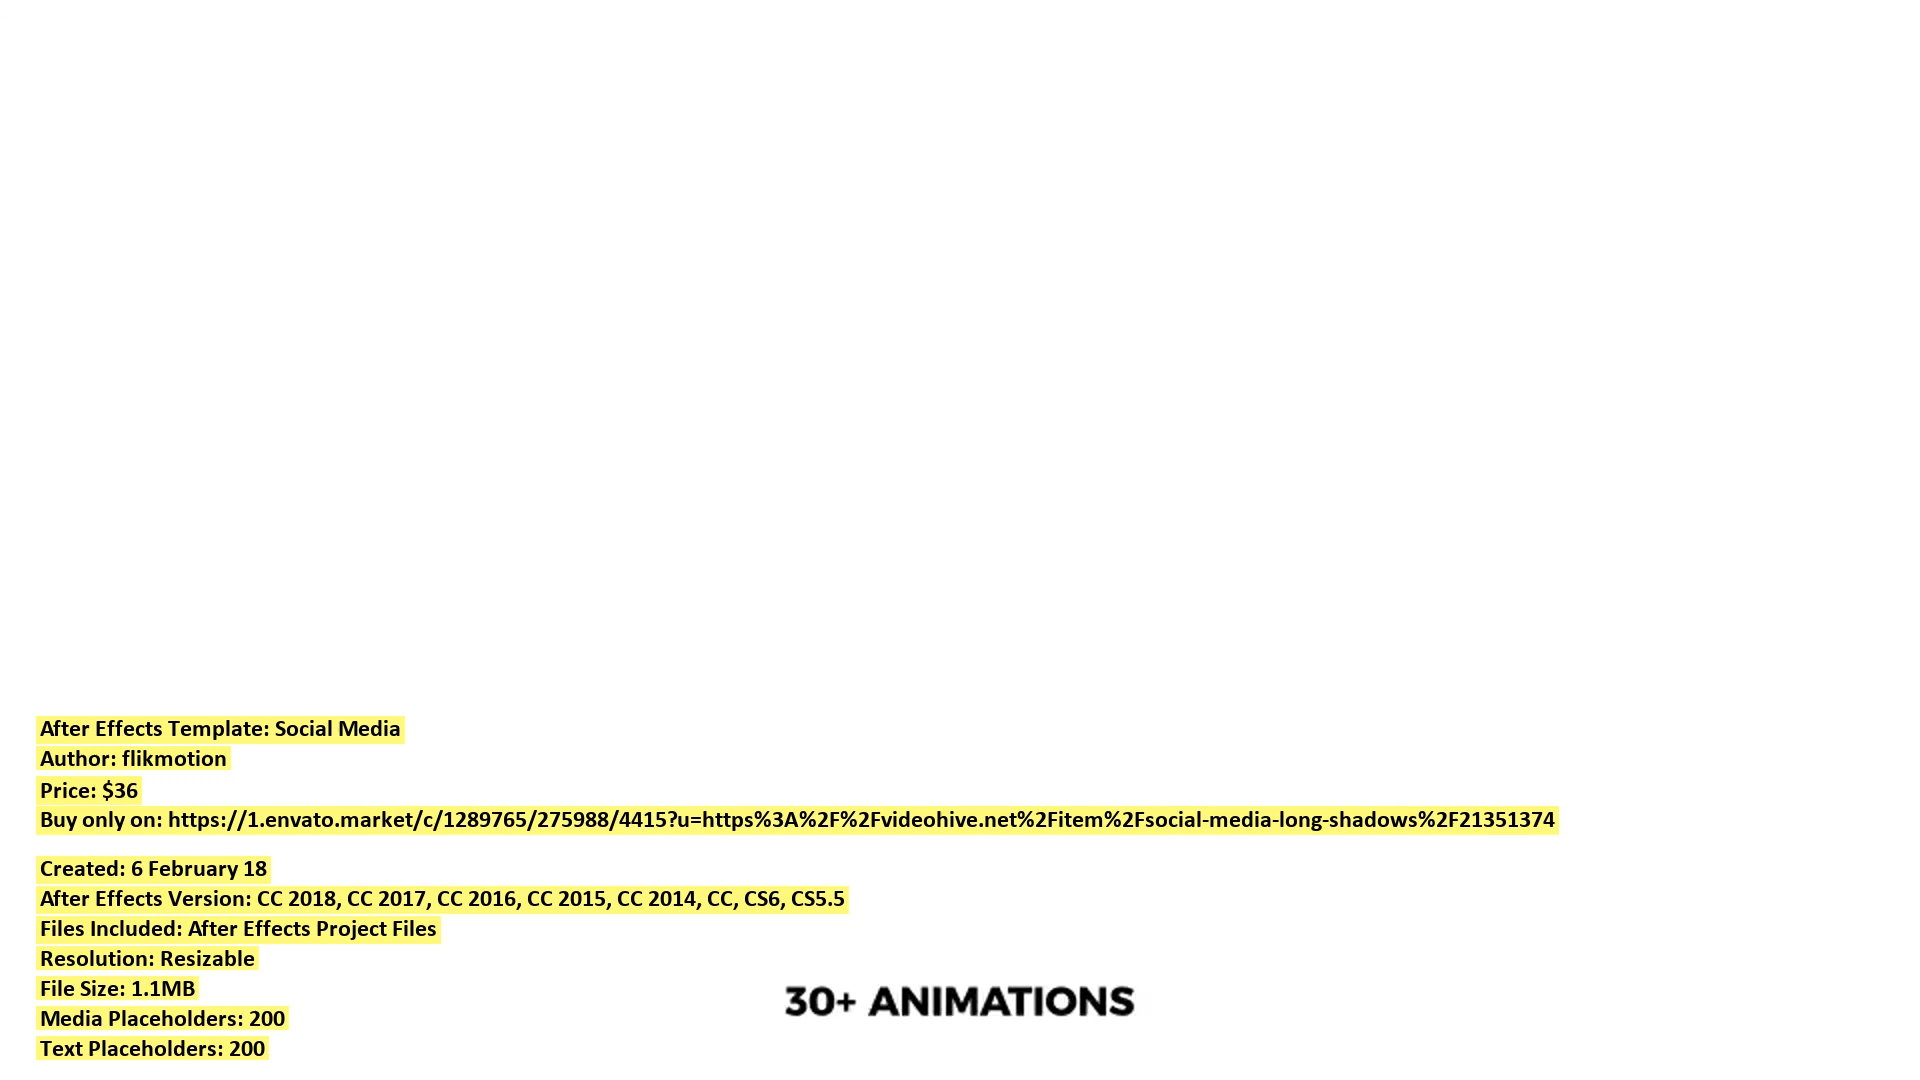 After Effects Template: Social Media
Author: flikmotion
Price: $36
Buy only on: https://1.envato.market/c/1289765/275988/4415?u=https%3A%2F%2Fvideohive.net%2Fitem%2Fsocial-media-long-shadows%2F21351374
Created: 6 February 18
After Effects Version: CC 2018, CC 2017, CC 2016, CC 2015, CC 2014, CC, CS6, CS5.5
Files Included: After Effects Project Files
Resolution: Resizable
File Size: 1.1MB
Media Placeholders: 200
Text Placeholders: 200
30+ ANIMATIONS